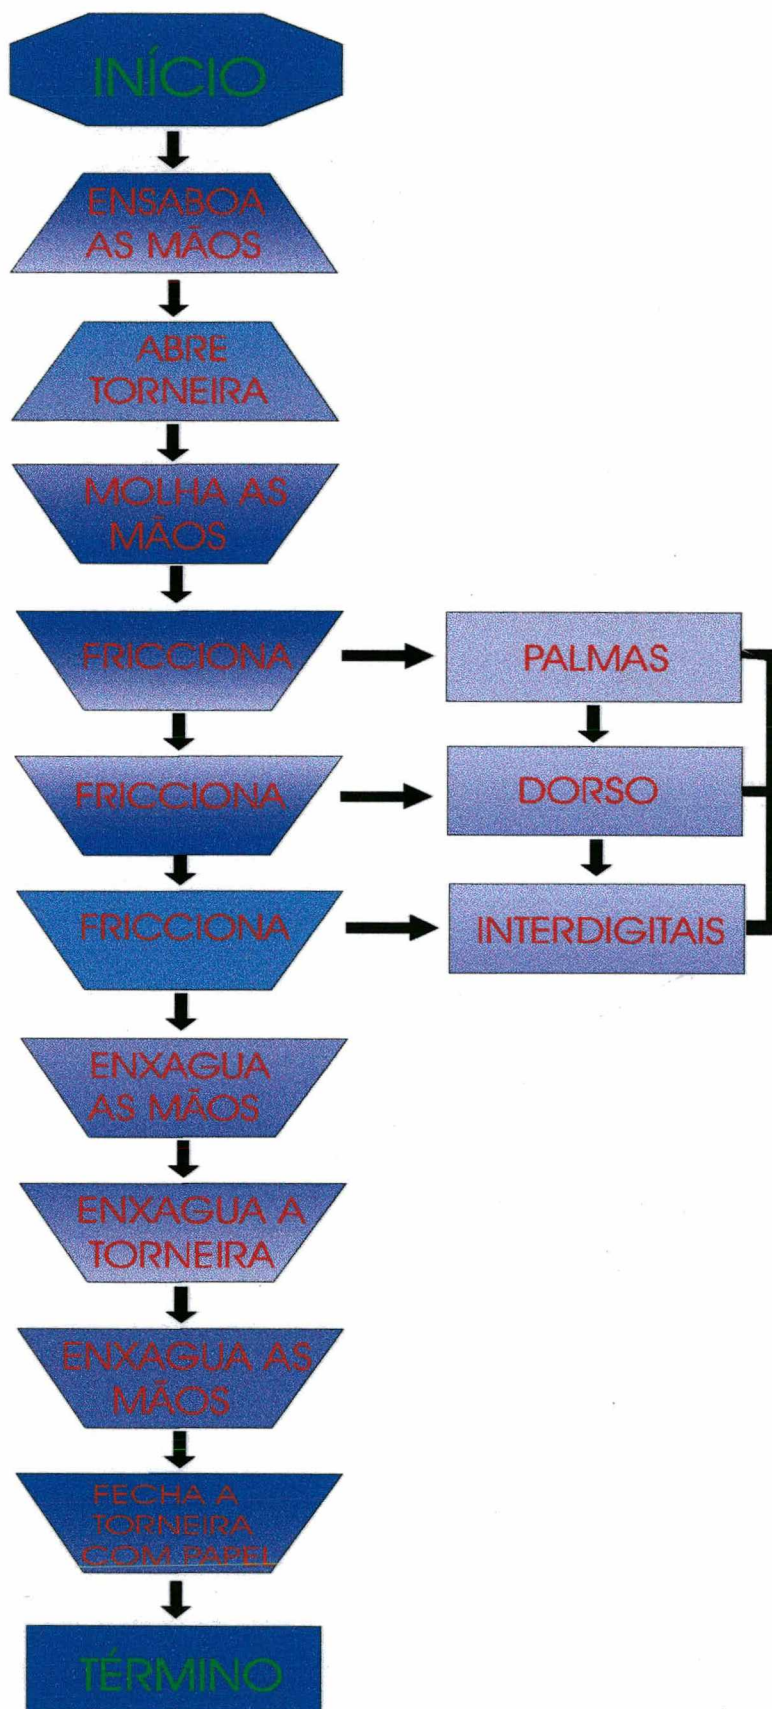 INÍCIO
ENSABOA
AS MÃOS
ABRE
TORNEIRA
MOLHA AS
MÃOS
FRICCIONA
PALMAS
FRICCIONA
DORSO
FRICCIONA
INTERDIGITAIS
ENXAGUA
AS MÃOS
ENXAGUA A
TORNEIRA
ENXAGUA AS
MÃOS
FECHA A
TORNEIRA
COM PAPEL
TÉRMINO